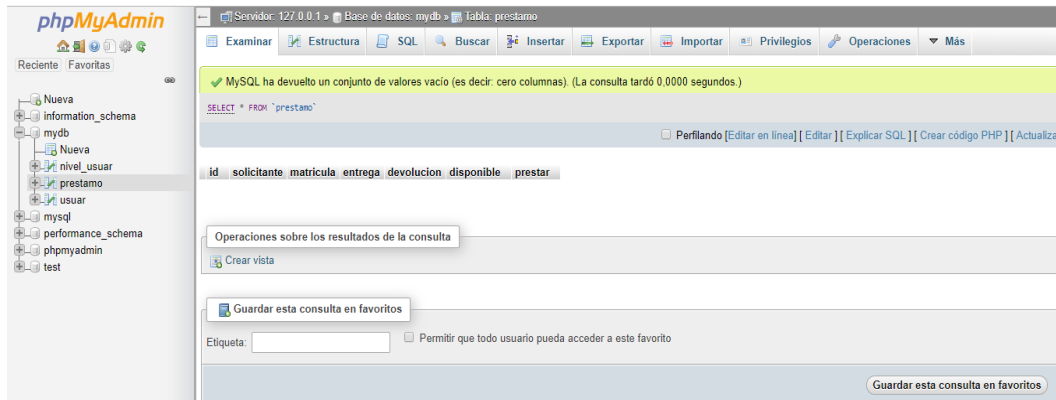 phpMyAdmin
Reciente Favoritas
Nueva
information_schema
mydb
Nueva
nivel_usuar
prestamo
usuar
mysql
performance_schema
phpmyadmin
test
← Servidor: 127.0.0.1 » Base de datos: mydb » Tabla: prestamo
Examinar Estructura SQL Buscar Insertar Exportar Importar Privilegios Operaciones Más
MySQL ha devuelto un conjunto de valores vacío (es decir: cero columnas). (La consulta tardó 0,0000 segundos.)
SELECT * FROM `prestamo`
Perfilando [Editar en línea] [ Editar ] [ Explicar SQL ] [ Crear código PHP ] [ Actualiza
id solicitante matricula entrega devolucion disponible prestar
Operaciones sobre los resultados de la consulta
Crear vista
Guardar esta consulta en favoritos
Etiqueta: Permitir que todo usuario pueda acceder a este favorito
Guardar esta consulta en favoritos